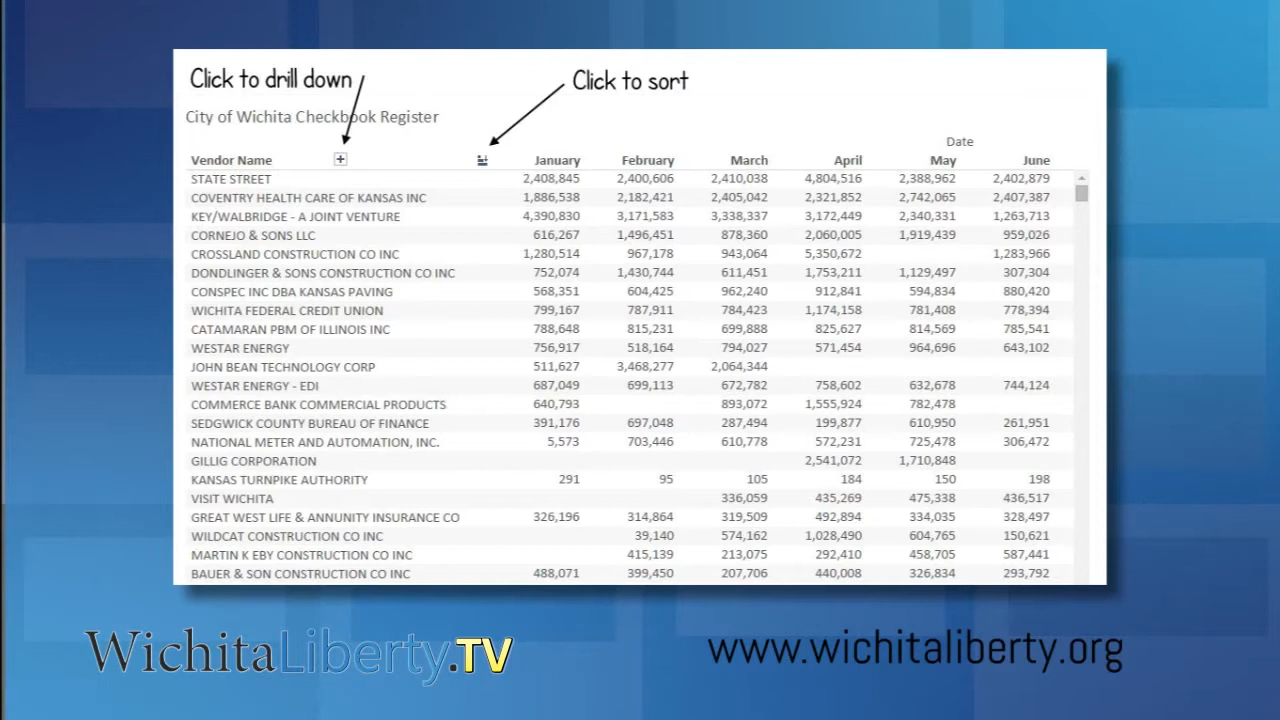 Click to drill down Click to sort
City of Wichita Checkbook Register
Date
Vendor Name + January February March April May June
STATE STREET 2,408,845 2,400,606 2,410,038 4,804,516 2,388,962 2,402,879
COVENTRY HEALTH CARE OF KANSAS INC 1,886,538 2,182,421 2,405,042 2,321,852 2,742,065 2,407,387
KEY/WALBRIDGE - A JOINT VENTURE 4,390,830 3,171,583 3,338,337 3,172,449 2,340,331 1,263,713
CORNEJO & SONS LLC 616,267 1,496,451 878,360 2,060,005 1,919,439 959,026
CROSSLAND CONSTRUCTION CO INC 1,280,514 967,178 943,064 5,350,672 1,283,966
DONDLINGER & SONS CONSTRUCTION CO INC 752,074 1,430,744 611,451 1,753,211 1,129,497 307,304
CONSPEC INC DBA KANSAS PAVING 568,351 604,425 962,240 912,841 594,834 880,420
WICHITA FEDERAL CREDIT UNION 799,167 787,911 784,423 1,174,158 781,408 778,394
CATAMARAN PBM OF ILLINOIS INC 788,648 815,231 699,888 825,627 814,569 785,541
WESTAR ENERGY 756,917 518,164 794,027 571,454 964,696 643,102
JOHN BEAN TECHNOLOGY CORP 511,627 3,468,277 2,064,344
WESTAR ENERGY - EDI 687,049 699,113 672,782 758,602 632,678 744,124
COMMERCE BANK COMMERCIAL PRODUCTS 640,793 893,072 1,555,924 782,478
SEDGWICK COUNTY BUREAU OF FINANCE 391,176 697,048 287,494 199,877 610,950 261,951
NATIONAL METER AND AUTOMATION, INC. 5,573 703,446 610,778 572,231 725,478 306,472
GILLIG CORPORATION 2,541,072 1,710,848
KANSAS TURNPIKE AUTHORITY 291 95 105 184 150 198
VISIT WICHITA 336,059 435,269 475,338 436,517
GREAT WEST LIFE & ANNUNITY INSURANCE CO 326,196 314,864 319,509 492,894 334,035 328,497
WILDCAT CONSTRUCTION CO INC 39,140 574,162 1,028,490 604,765 150,621
MARTIN K EBY CONSTRUCTION CO INC 415,139 213,075 292,410 458,705 587,441
BAUER & SON CONSTRUCTION CO INC 488,071 399,450 207,706 440,008 326,834 293,792
WichitaLiberty.TV www.wichitaliberty.org